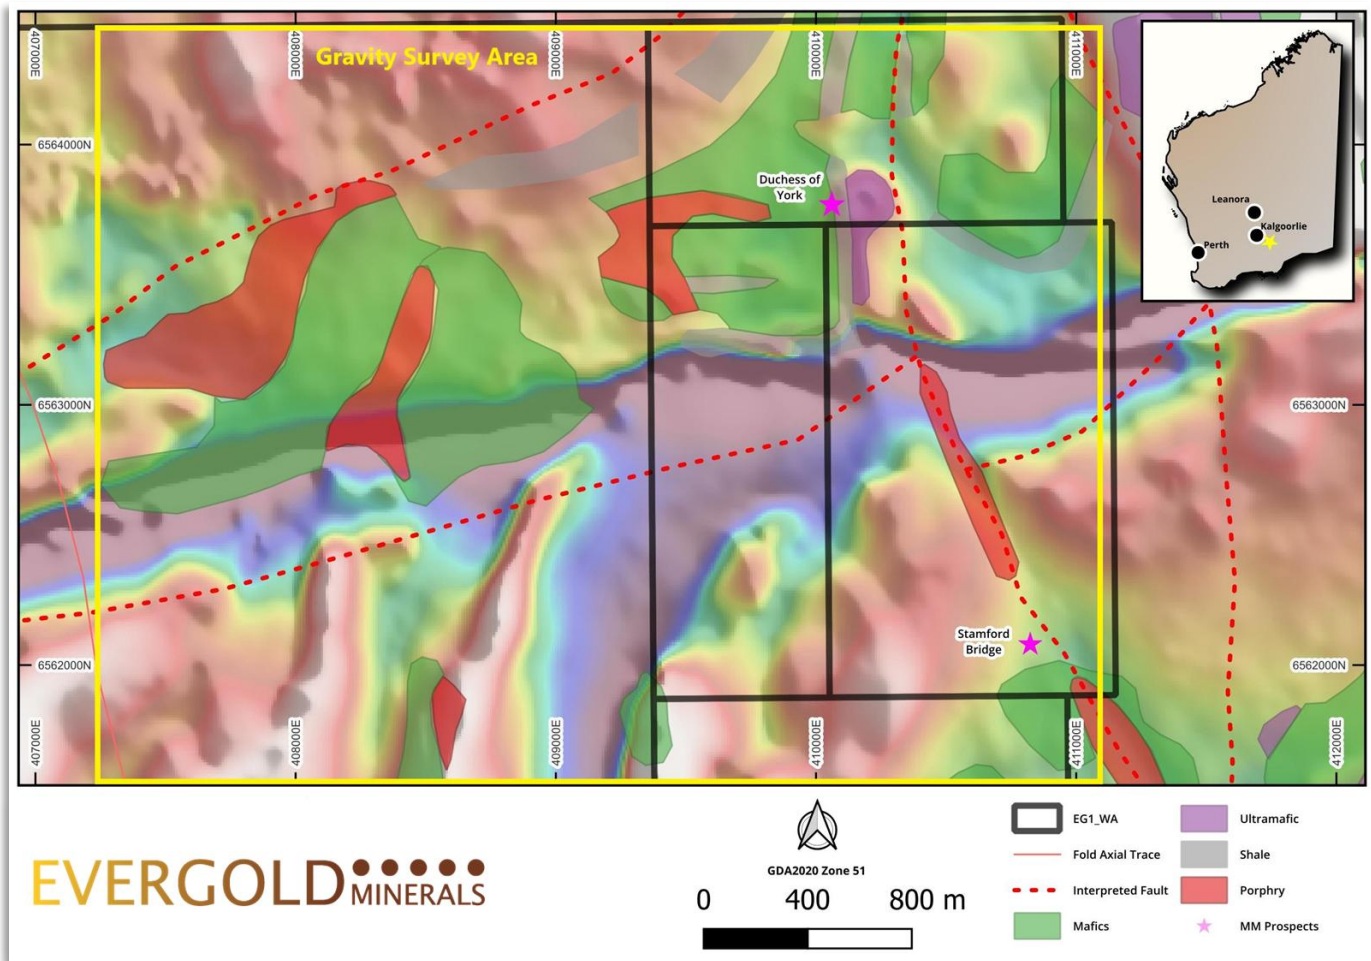 Gravity Survey Area
407000E
408000E
409000E
410000E
411000E
6564000N
Duchess of
York
Leanora
Kalgoorlie
Perth
6563000N
6563000N
Stamford
Bridge
6562000N
6562000N
407000E
408000E
409000E
410000E
411000E
412000E
EVERGOLD MINERALS
GDA2020 Zone 51
0 400 800 m
EG1_WA
Fold Axial Trace
Interpreted Fault
Mafics
Ultramafic
Shale
Porphry
MM Prospects